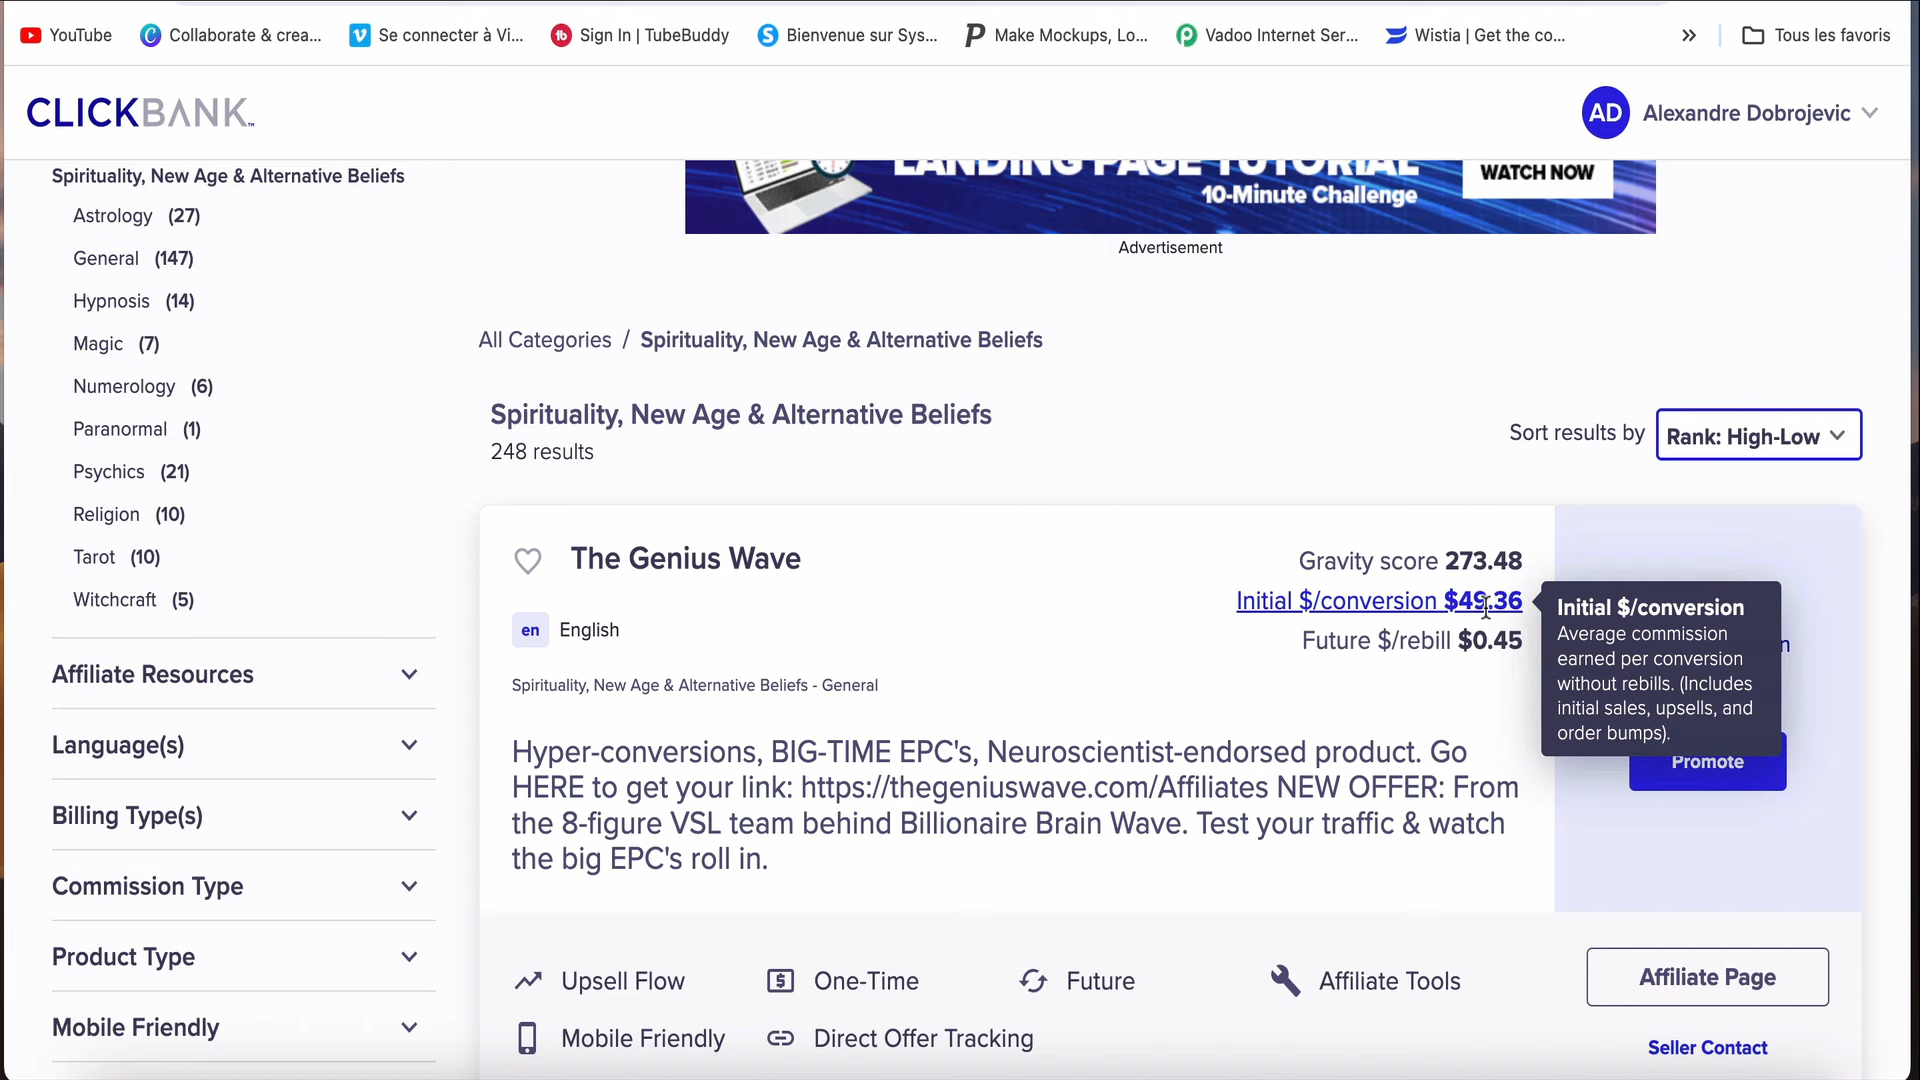 YouTube
Collaborate & crea...
Se connecter à Vi...
Sign In | TubeBuddy
Bienvenue sur Sys...
Make Mockups, Lo...
Vadoo Internet Ser...
Wistia | Get the co...
Tous les favoris
CLICKBANK
AD
Alexandre Dobrojevic
LANDING PAGE TUTORIAL
10-Minute Challenge
WATCH NOW
Advertisement
Spirituality, New Age & Alternative Beliefs
Astrology (27)
General (147)
Hypnosis (14)
Magic (7)
Numerology (6)
Paranormal (1)
Psychics (21)
Religion (10)
Tarot (10)
Witchcraft (5)
Affiliate Resources
Language(s)
Billing Type(s)
Commission Type
Product Type
Mobile Friendly
All Categories / Spirituality, New Age & Alternative Beliefs
Spirituality, New Age & Alternative Beliefs
248 results
Sort results by
Rank: High-Low
The Genius Wave
Gravity score 273.48
Initial $/conversion $49.36
Future $/rebill $0.45
en English
Spirituality, New Age & Alternative Beliefs - General
Initial $/conversion
Average commission
earned per conversion
without rebills. (Includes
initial sales, upsells, and
order bumps).
Promote
Hyper-conversions, BIG-TIME EPC's, Neuroscientist-endorsed product. Go
HERE to get your link: https://thegeniuswave.com/Affiliates NEW OFFER: From
the 8-figure VSL team behind Billionaire Brain Wave. Test your traffic & watch
the big EPC's roll in.
Upsell Flow
One-Time
Future
Affiliate Tools
Mobile Friendly
Direct Offer Tracking
Affiliate Page
Seller Contact